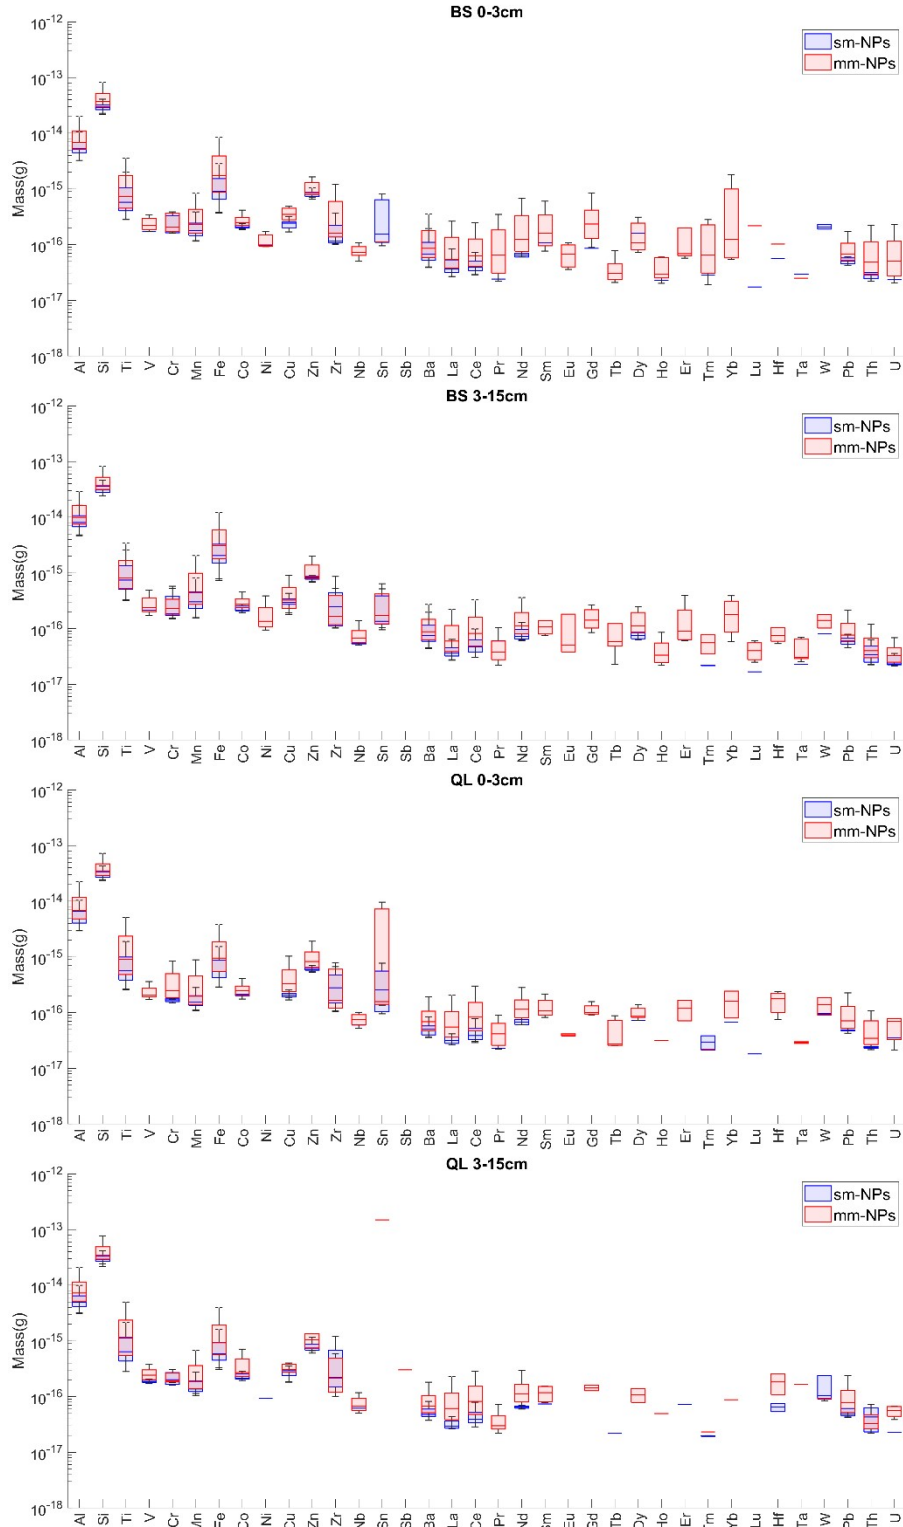 BS 0-3cm
10-12
sm-NPs
mm-NPs
10-13
10-14
Mass(g)
10-15
10-16
10-17
10-18
Al Si Ti V Cr Mn Fe Co Ni Cu Zn Zr Nb Sn Sb Ba La Ce Pr Nd Sm Eu Gd Tb Dy Ho Er Tm Yb Lu Hf Ta W Pb Th U
BS 3-15cm
10-12
sm-NPs
mm-NPs
10-13
10-14
Mass(g)
10-15
10-16
10-17
10-18
Al Si Ti V Cr Mn Fe Co Ni Cu Zn Zr Nb Sn Sb Ba La Ce Pr Nd Sm Eu Gd Tb Dy Ho Er Tm Yb Lu Hf Ta W Pb Th U
QL 0-3cm
10-12
sm-NPs
mm-NPs
10-13
10-14
Mass(g)
10-15
10-16
10-17
10-18
Al Si Ti V Cr Mn Fe Co Ni Cu Zn Zr Nb Sn Sb Ba La Ce Pr Nd Sm Eu Gd Tb Dy Ho Er Tm Yb Lu Hf Ta W Pb Th U
QL 3-15cm
10-12
sm-NPs
mm-NPs
10-13
10-14
Mass(g)
10-15
10-16
10-17
10-18
Al Si Ti V Cr Mn Fe Co Ni Cu Zn Zr Nb Sn Sb Ba La Ce Pr Nd Sm Eu Gd Tb Dy Ho Er Tm Yb Lu Hf Ta W Pb Th U